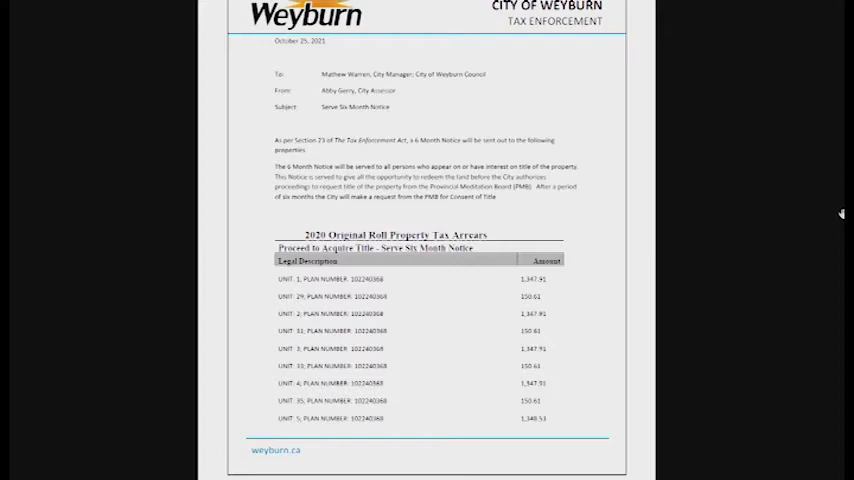 Weyburn
CITY OF WEYBURN
TAX ENFORCEMENT
October 25, 2021
To: Mathew Warren, City Manager; City of Weyburn Council
From: Abby Gerry, City Assessor
Subject: Serve Six Month Notice
As per Section 23 of The Tax Enforcement Act, a 6 Month Notice will be sent out to the following
properties
The 6 Month Notice will be served to all persons who appear on or have interest on title of the property.
This Notice is served to give all the opportunity to redeem the land before the City authorizes
proceedings to request title of the property from the Provincial Meditation Board (PMB). After a period
of six months the City will make a request from the PMB for Consent of Title
2020 Original Roll Property Tax Arrears
Proceed to Acquire Title - Serve Six Month Notice
Legal Description Amount
UNIT: 1; PLAN NUMBER: 102240368 1,347.91
UNIT: 29; PLAN NUMBER: 102240368 150.61
UNIT: 2; PLAN NUMBER: 102240368 1,347.91
UNIT: 31; PLAN NUMBER: 102240368 150.61
UNIT: 3; PLAN NUMBER: 102240368 1,347.91
UNIT: 33; PLAN NUMBER: 102240368 150.61
UNIT: 4; PLAN NUMBER: 102240368 1,347.91
UNIT: 35; PLAN NUMBER: 102240368 150.61
UNIT: 5; PLAN NUMBER: 102240368 1,348.53
weyburn.ca